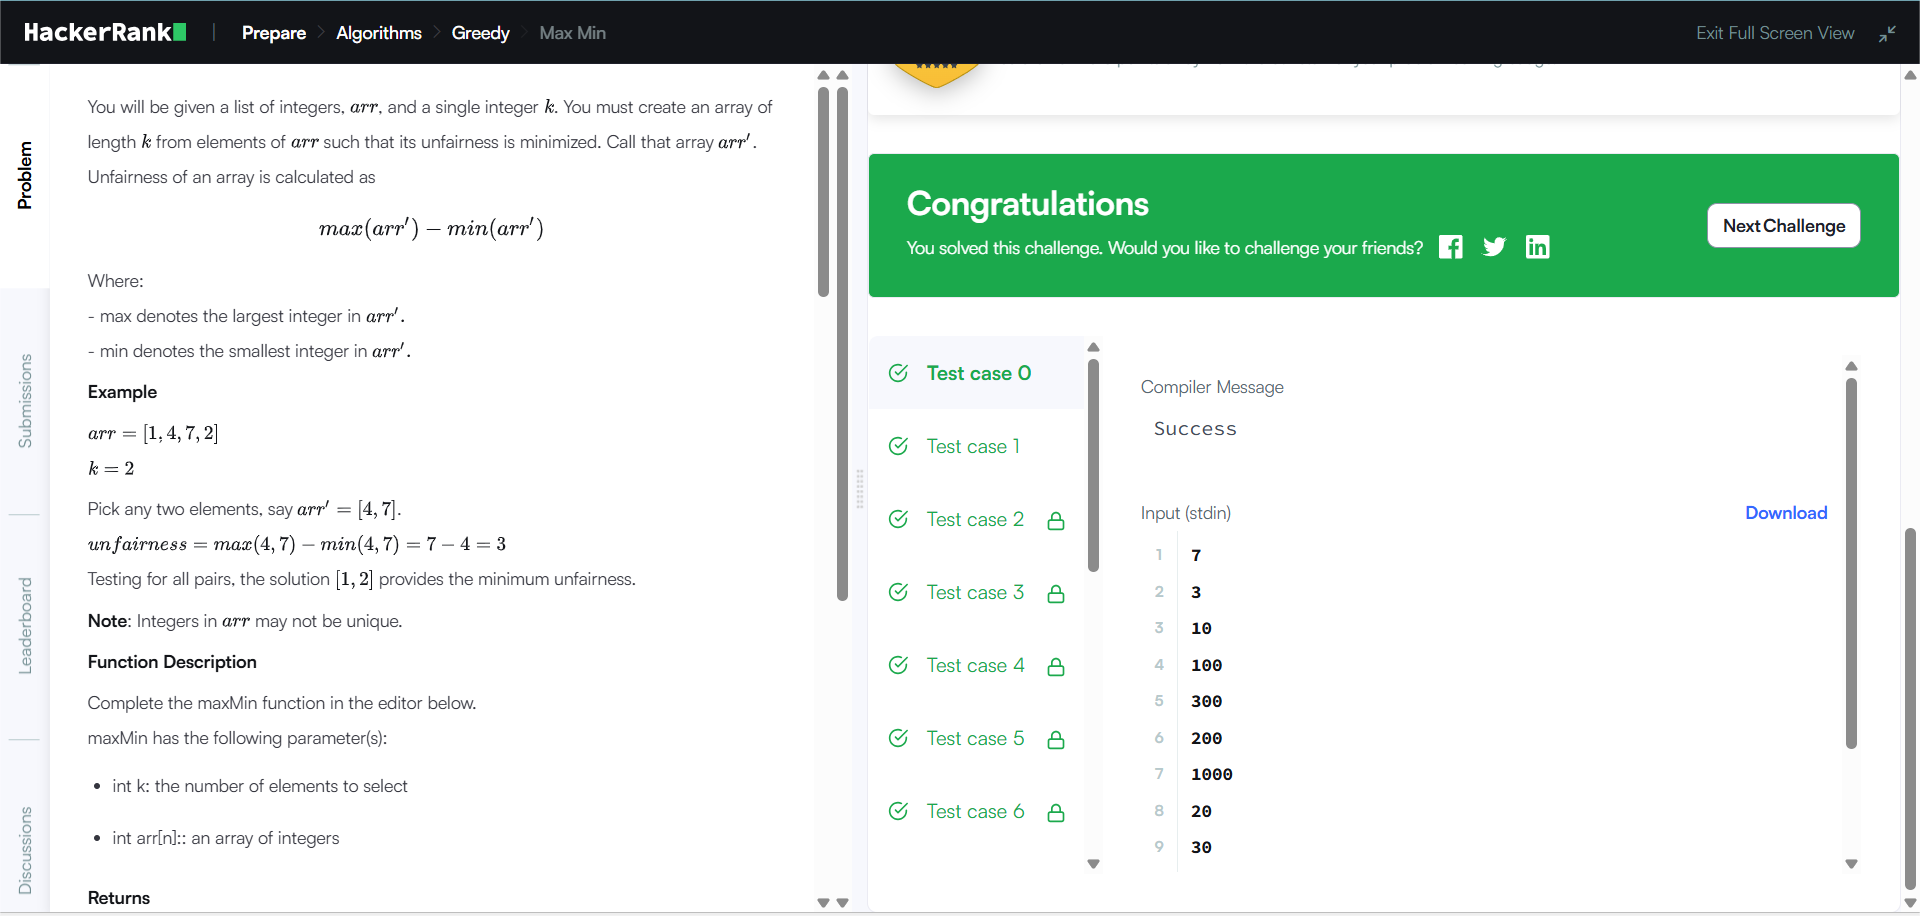 HackerRank | Prepare > Algorithms > Greedy > Max Min
Exit Full Screen View
Problem
Submissions
Leaderboard
Discussions
You will be given a list of integers, arr, and a single integer k. You must create an array of
length k from elements of arr such that its unfairness is minimized. Call that array arr′.
Unfairness of an array is calculated as
max(arr′) − min(arr′)
Where:
- max denotes the largest integer in arr′.
- min denotes the smallest integer in arr′.
Example
arr = [1, 4, 7, 2]
k = 2
Pick any two elements, say arr′ = [4, 7].
unfairness = max(4, 7) − min(4, 7) = 7 − 4 = 3
Testing for all pairs, the solution [1, 2] provides the minimum unfairness.
Note: Integers in arr may not be unique.
Function Description
Complete the maxMin function in the editor below.
maxMin has the following parameter(s):
• int k: the number of elements to select
• int arr[n]:: an array of integers
Returns
Congratulations
You solved this challenge. Would you like to challenge your friends?
Next Challenge
Test case 0
Test case 1
Test case 2
Test case 3
Test case 4
Test case 5
Test case 6
Compiler Message
Success
Input (stdin)
Download
1 7
2 3
3 10
4 100
5 300
6 200
7 1000
8 20
9 30